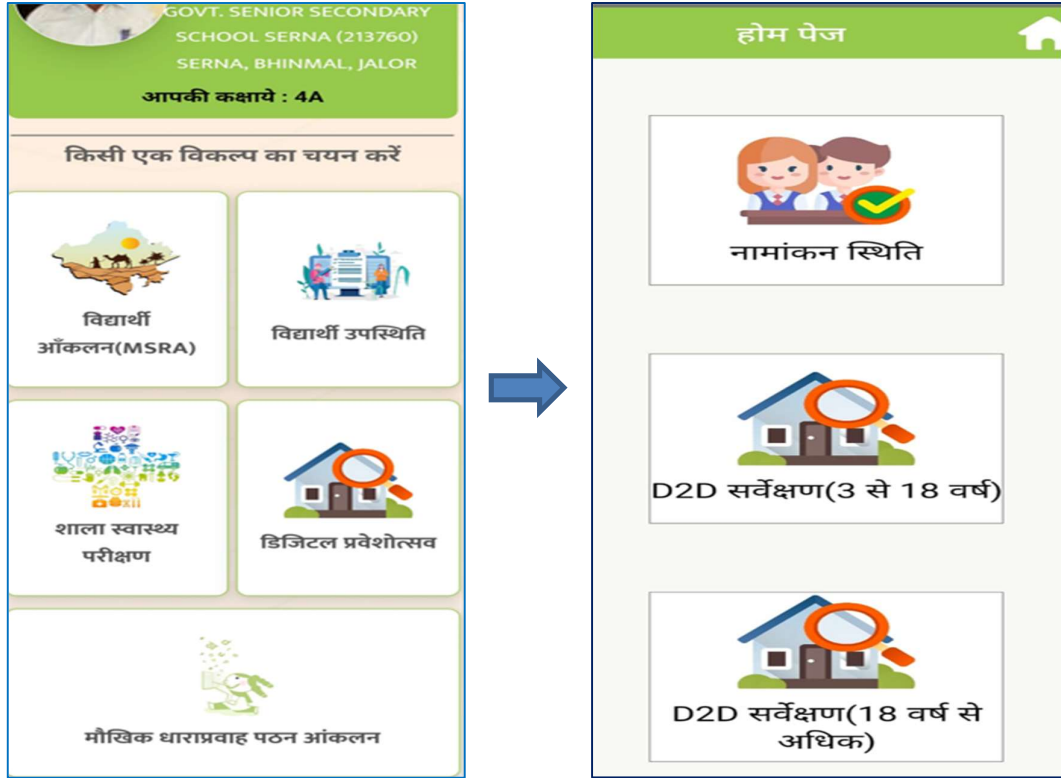 GOVT. SENIOR SECONDARY
SCHOOL SERNA (213760)
SERNA, BHINMAL, JALOR
आपकी कक्षाये : 4A
किसी एक विकल्प का चयन करें
विद्यार्थी
आँकलन(MSRA)
विद्यार्थी उपस्थिति
शाला स्वास्थ्य
परीक्षण
डिजिटल प्रवेशोत्सव
मौखिक धाराप्रवाह पठन आंकलन
होम पेज
नामांकन स्थिति
D2D सर्वेक्षण(3 से 18 वर्ष)
D2D सर्वेक्षण(18 वर्ष से
अधिक)